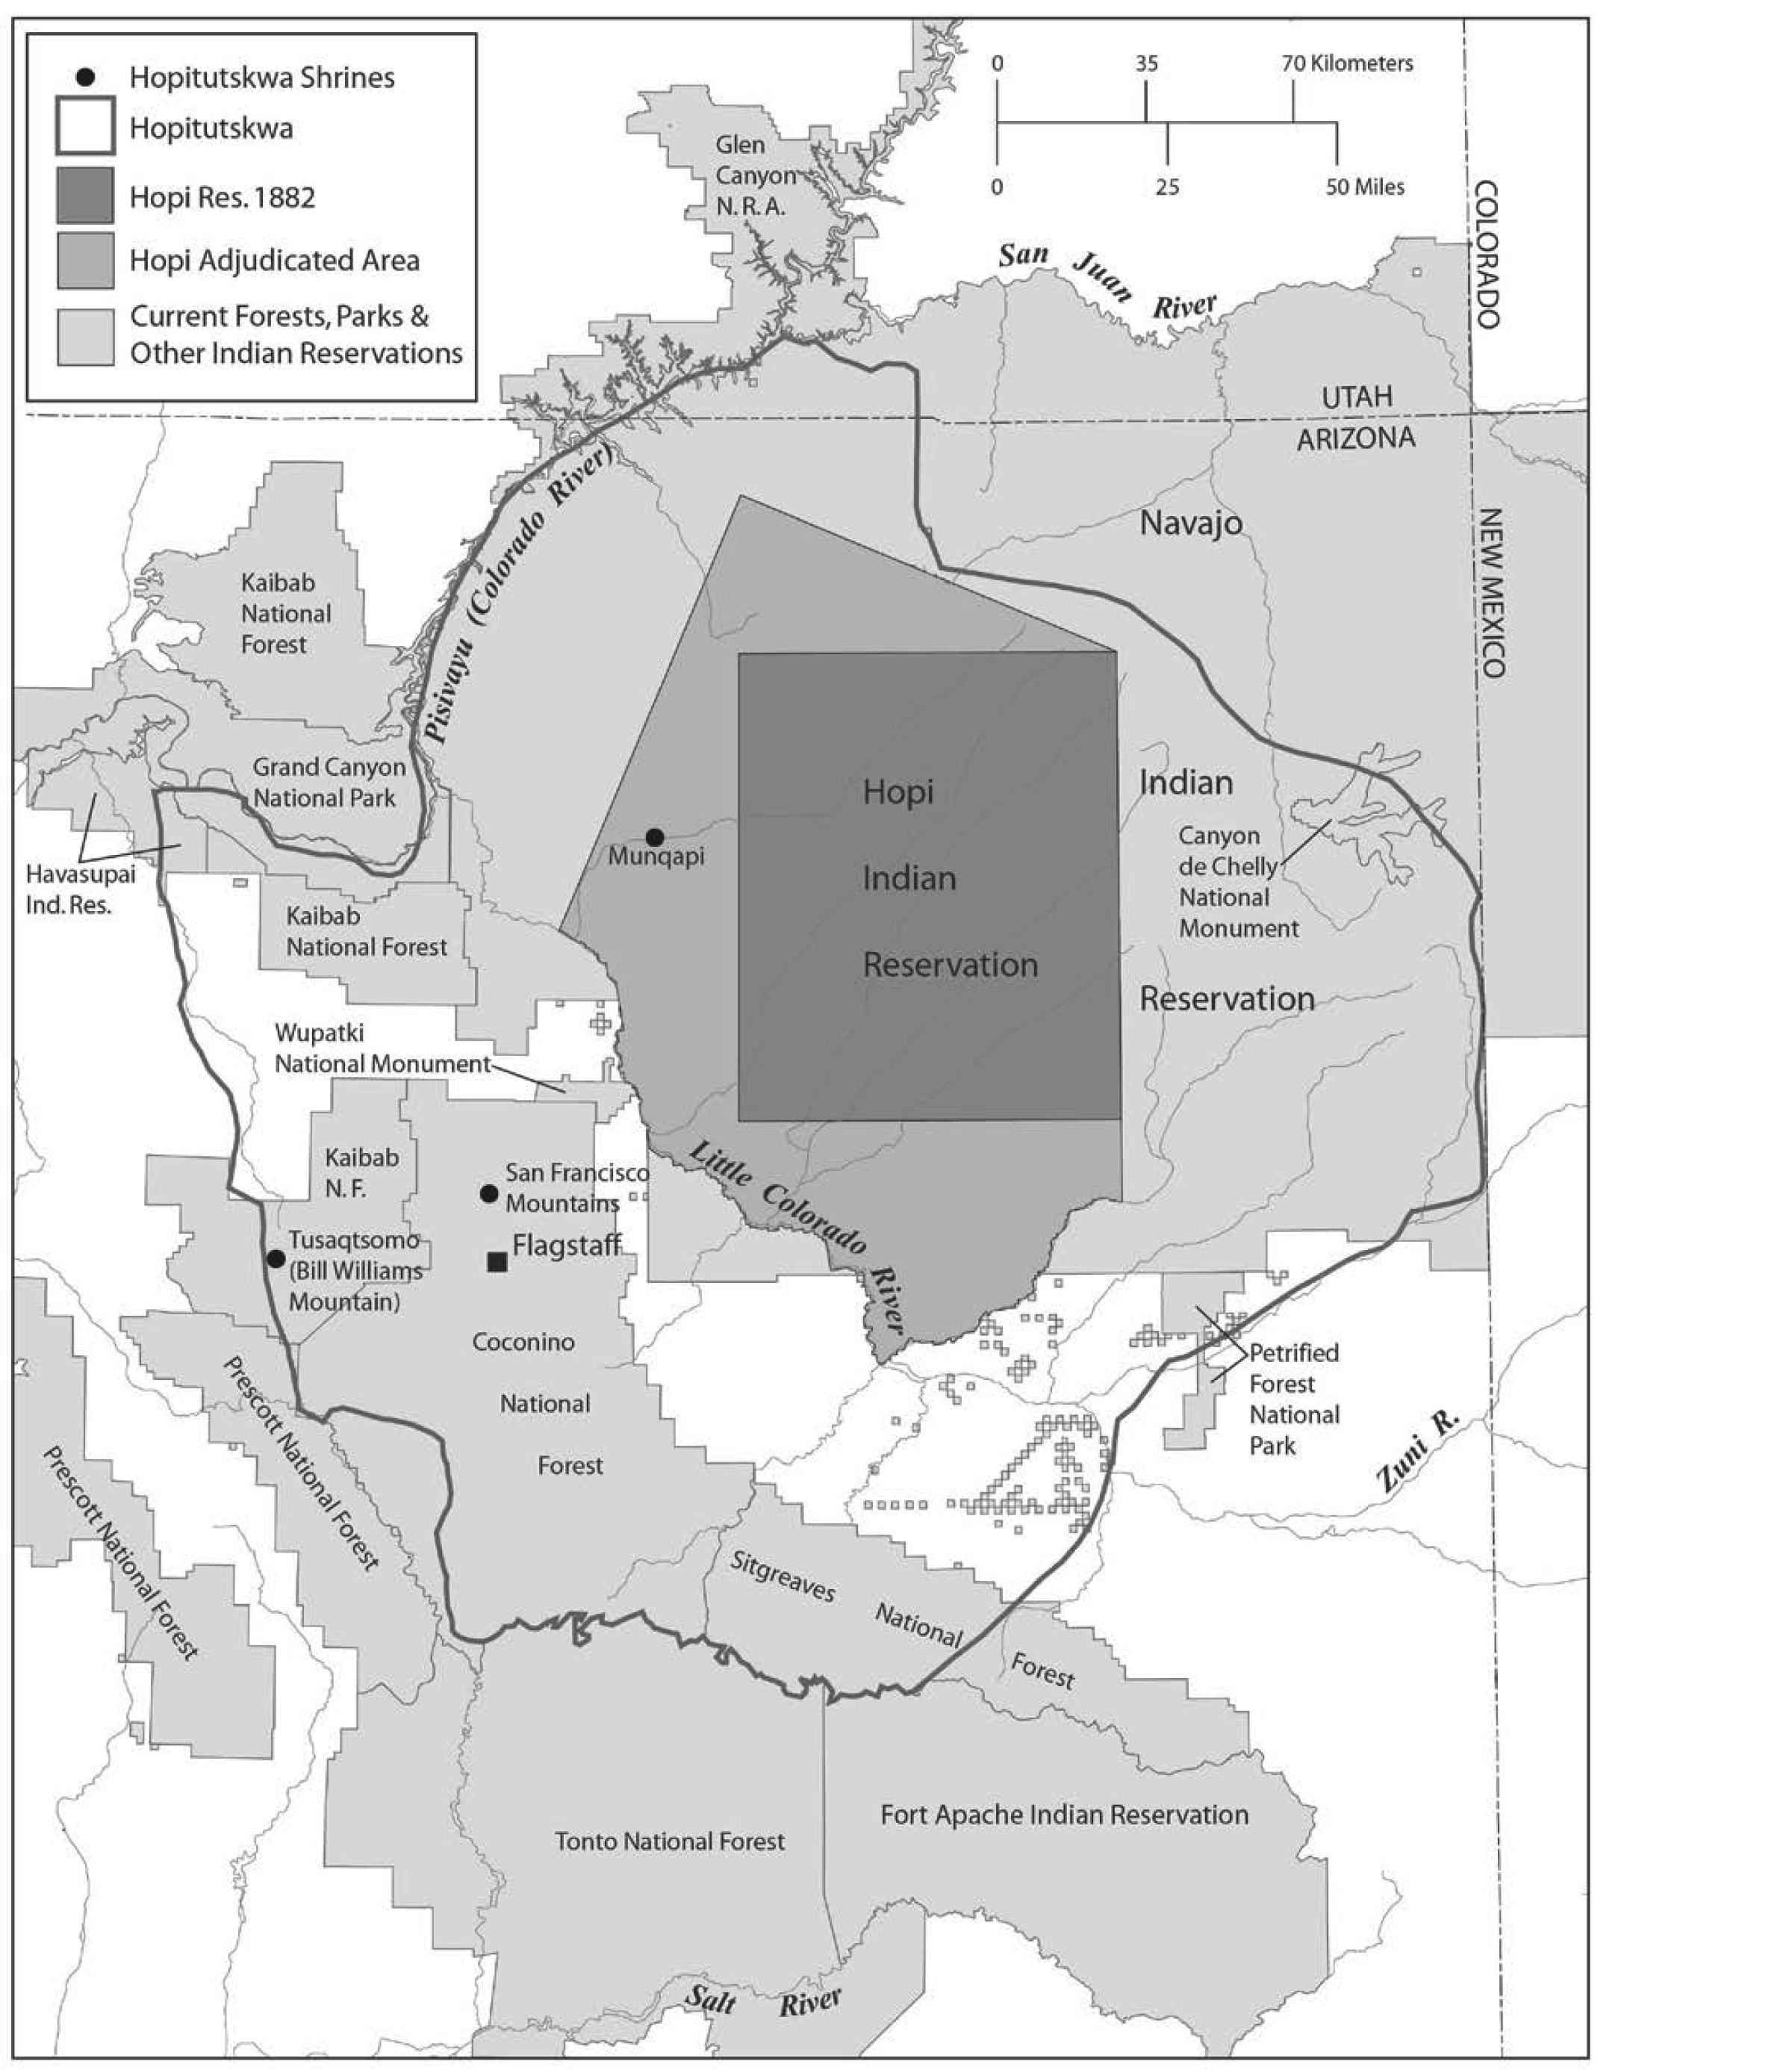 Hopitutskwa Shrines
Hopitutskwa
Hopi Res. 1882
Hopi Adjudicated Area
Current Forests, Parks &
Other Indian Reservations
0 35 70 Kilometers
0 25 50 Miles
Glen
Canyon
N. R. A.
San Juan River
COLORADO
UTAH
ARIZONA
NEW MEXICO
Pisivayu (Colorado River)
Navajo
Indian
Reservation
Kaibab
National
Forest
Grand Canyon
National Park
Havasupai
Ind. Res.
Kaibab
National Forest
Munqapi
Hopi
Indian
Reservation
Canyon
de Chelly
National
Monument
Wupatki
National Monument
Kaibab
N. F.
San Francisco
Mountains
Flagstaff
Tusaqtsomo
(Bill Williams
Mountain)
Little Colorado River
Coconino
National
Forest
Prescott National Forest
Prescott National Forest
Petrified
Forest
National
Park
Zuni R.
Sitgreaves National Forest
Tonto National Forest
Fort Apache Indian Reservation
Salt River